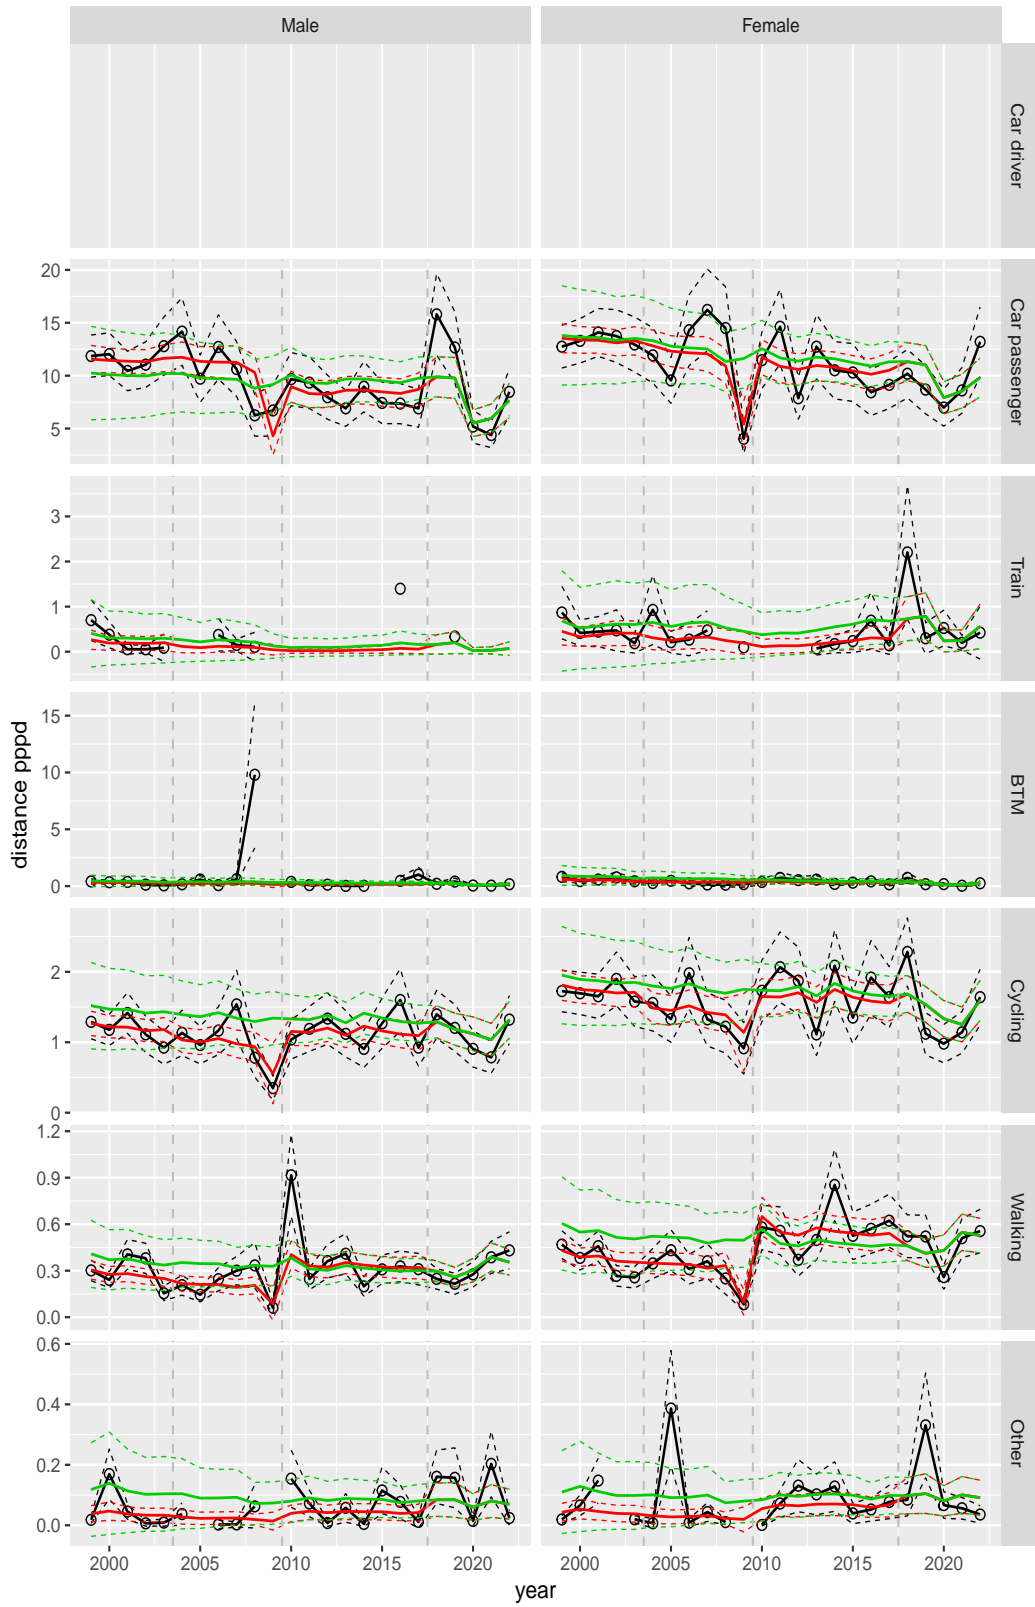 Male Female
Car driver
20
15
10
5
Car passenger
3
2
1
0
Train
15
10
5
0
BTM
distance pppd
2
1
0
Cycling
1.2
0.9
0.6
0.3
0.0
Walking
0.6
0.4
0.2
0.0
Other
2000 2005 2010 2015 2020 2000 2005 2010 2015 2020
year